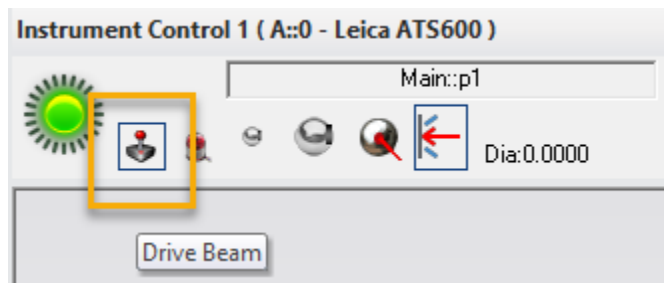 Instrument Control 1 ( A::0 - Leica ATS600 )
Main::p1
Dia:0.0000
Drive Beam